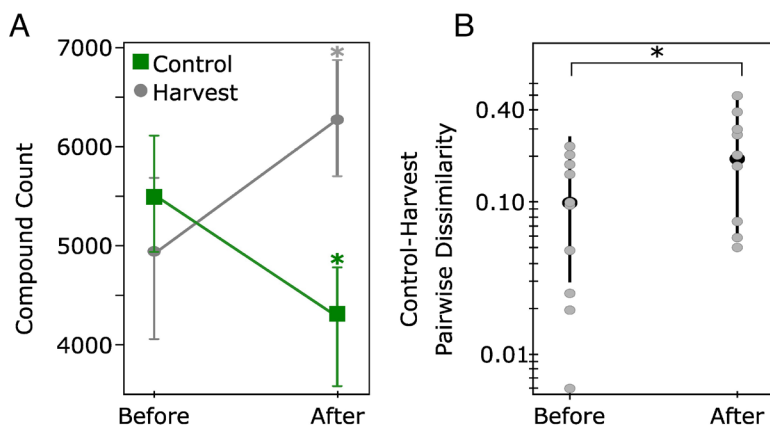 A
7000
6000
5000
4000
Compound Count
Control
Harvest
*
*
Before
After
B
*
0.40
0.10
0.01
Control-Harvest
Pairwise Dissimilarity
Before
After